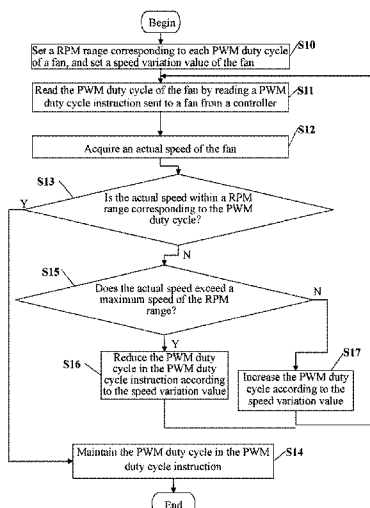 Begin
S10
Set a RPM range corresponding to each PWM duty cycle
of a fan, and set a speed variation value of the fan
S11
Read the PWM duty cycle of the fan by reading a PWM
duty cycle instruction sent to a fan from a controller
S12
Acquire an actual speed of the fan
S13
Y
Is the actual speed within a RPM
range corresponding to the PWM
duty cycle?
N
S15
Does the actual speed exceed a
maximum speed of the RPM
range?
N
Y
S16
Reduce the PWM duty
cycle in the PWM duty
cycle instruction according
to the speed variation value
S17
Increase the PWM duty
cycle according to the
speed variation value
S14
Maintain the PWM duty cycle in the PWM
duty cycle instruction
End